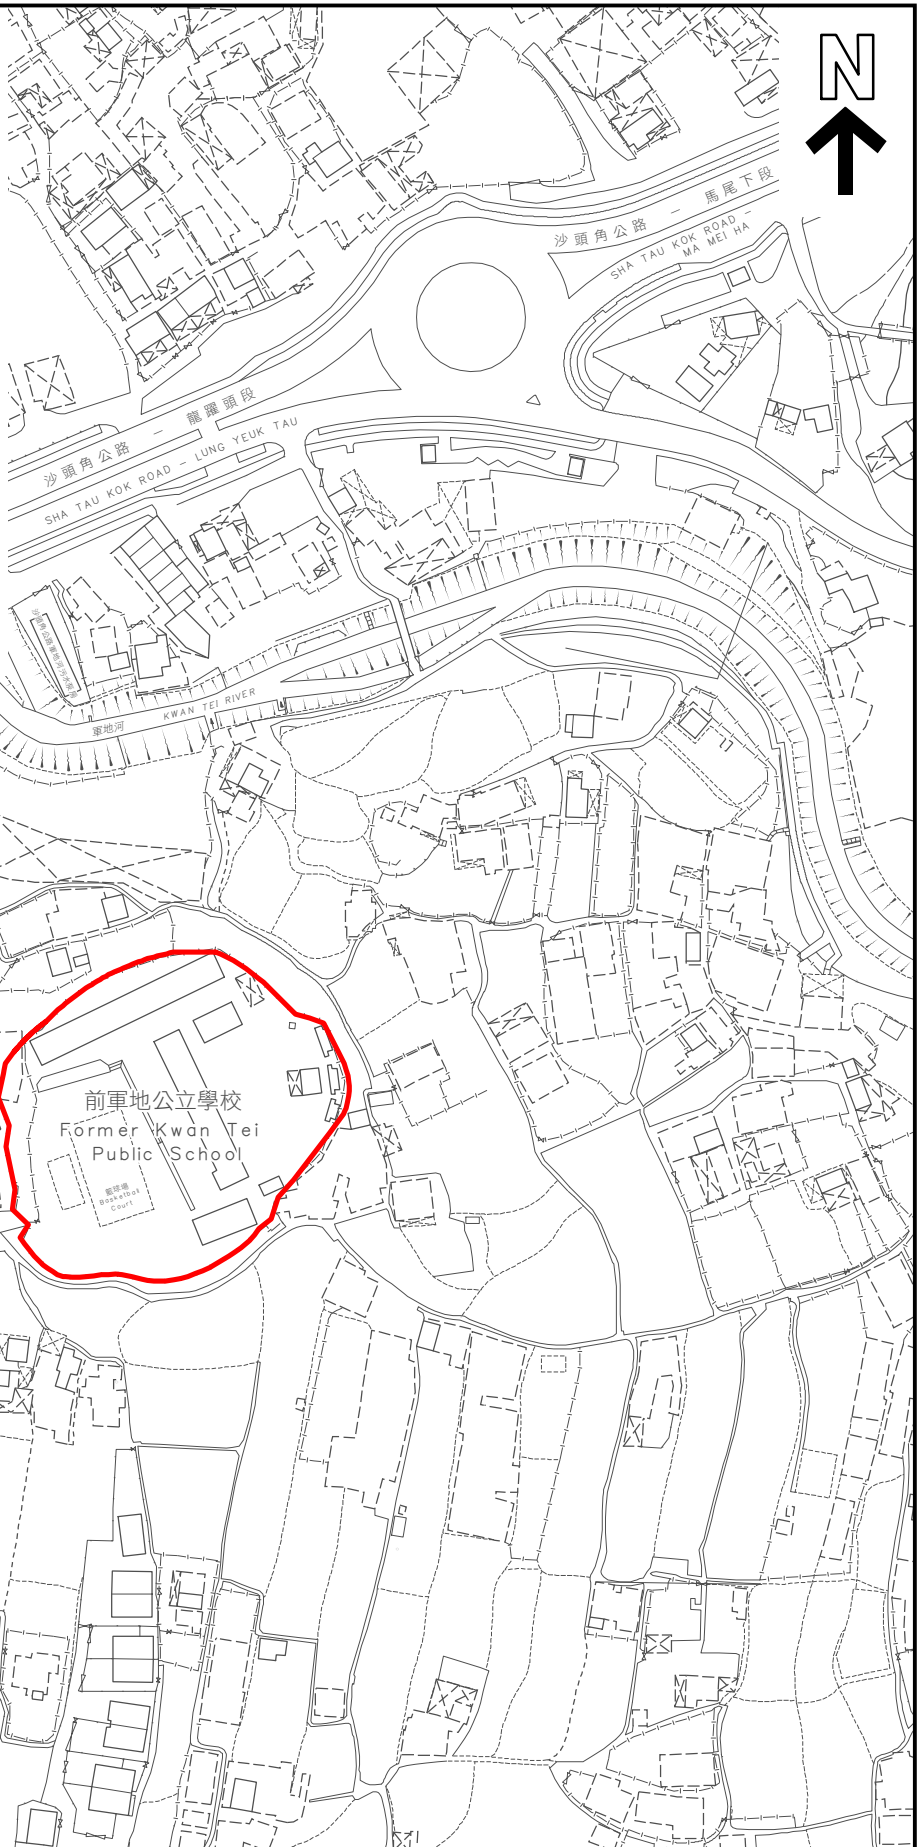 N
沙頭角公路 － 馬尾下段
SHA TAU KOK ROAD –
MA MEI HA
沙頭角公路 － 龍躍頭段
SHA TAU KOK ROAD – LUNG YEUK TAU
軍地河
KWAN TEI RIVER
前軍地公立學校
Former Kwan Tei
Public School
籃球場
Basketball
Court